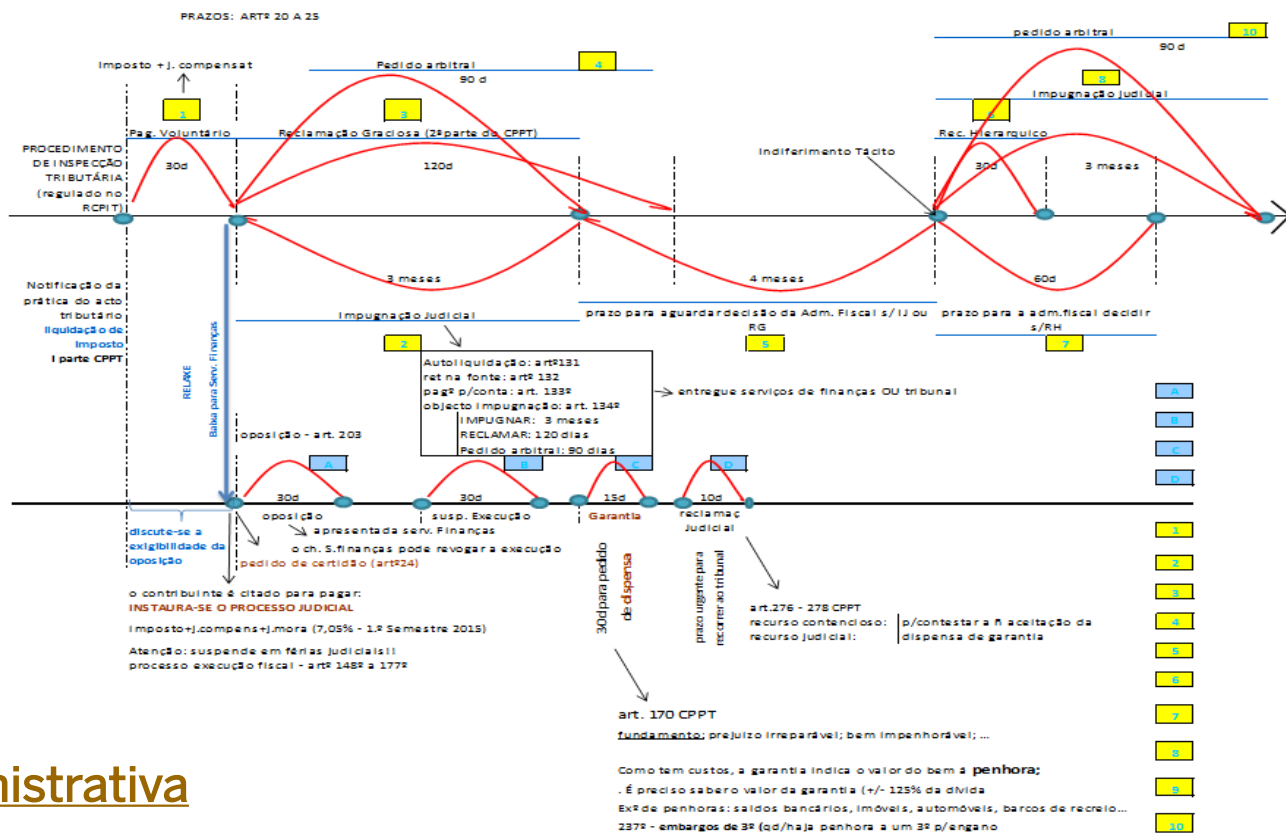 PRAZOS: ARTº 20 A 25
Imposto + J. compensat
1
Pag. Voluntário
30d
PROCEDIMENTO
DE INSPECÇÃO
TRIBUTÁRIA
(regulado no
RCPIT)
Pedido arbitral
4
90 d
3
Reclamação Graciosa (2ª parte do CPPT)
120d
Indiferimento Tácito
pedido arbitral
10
90 d
8
Impugnação Judicial
Rec. Hierarquico
30d
3 meses
3 meses
4 meses
60d
Notificação da
prática do acto
tributário
liquidação de
Imposto
I parte CPPT
RELAXE
Baixa para Serv. Finanças
Impugnação Judicial
2
prazo para aguardar decisão da Adm. Fiscal s/ IJ ou
RG
5
prazo para a adm.fiscal decidir
s/RH
7
Autoliquidação: artº131
ret na fonte: artº 132
pagº p/conta: art. 133º
objecto impugnação: art. 134º
IMPUGNAR: 3 meses
RECLAMAR: 120 dias
Pedido arbitral: 90 dias
entregue serviços de finanças OU tribunal
oposição - art. 203
A
B
C
D
30d
30d
15d
10d
oposição
susp. Execução
Garantia
reclamaç
Judicial
apresentada serv. Finanças
o ch. S.finanças pode revogar a execução
pedido de certidão (artº24)
discute-se a
exigibilidade da
oposição
o contribuinte é citado para pagar:
INSTAURA-SE O PROCESSO JUDICIAL
Imposto+j.compens+j.mora (7,05% - 1.º Semestre 2015)
Atenção: suspende em férias judiciais!!
processo execução fiscal - artº 148º a 177º
30d para pedido
de dispensa
prazo urgente para
recorrer ao tribunal
art.276 - 278 CPPT
recurso contencioso:
recurso judicial:
p/contestar a ñ aceitação da
dispensa de garantia
art. 170 CPPT
fundamento: prejuizo irreparável; bem impenhorável; ...
Como tem custos, a garantia indica o valor do bem á penhora;
. É preciso saber o valor da garantia (+/- 125% da dívida
Exº de penhoras: saldos bancários, imóveis, automóveis, barcos de recreio...
237º - embargos de 3º (qd/haja penhora a um 3º p/engano
A
B
C
D
1
2
3
4
5
6
7
8
9
10
nistrativa